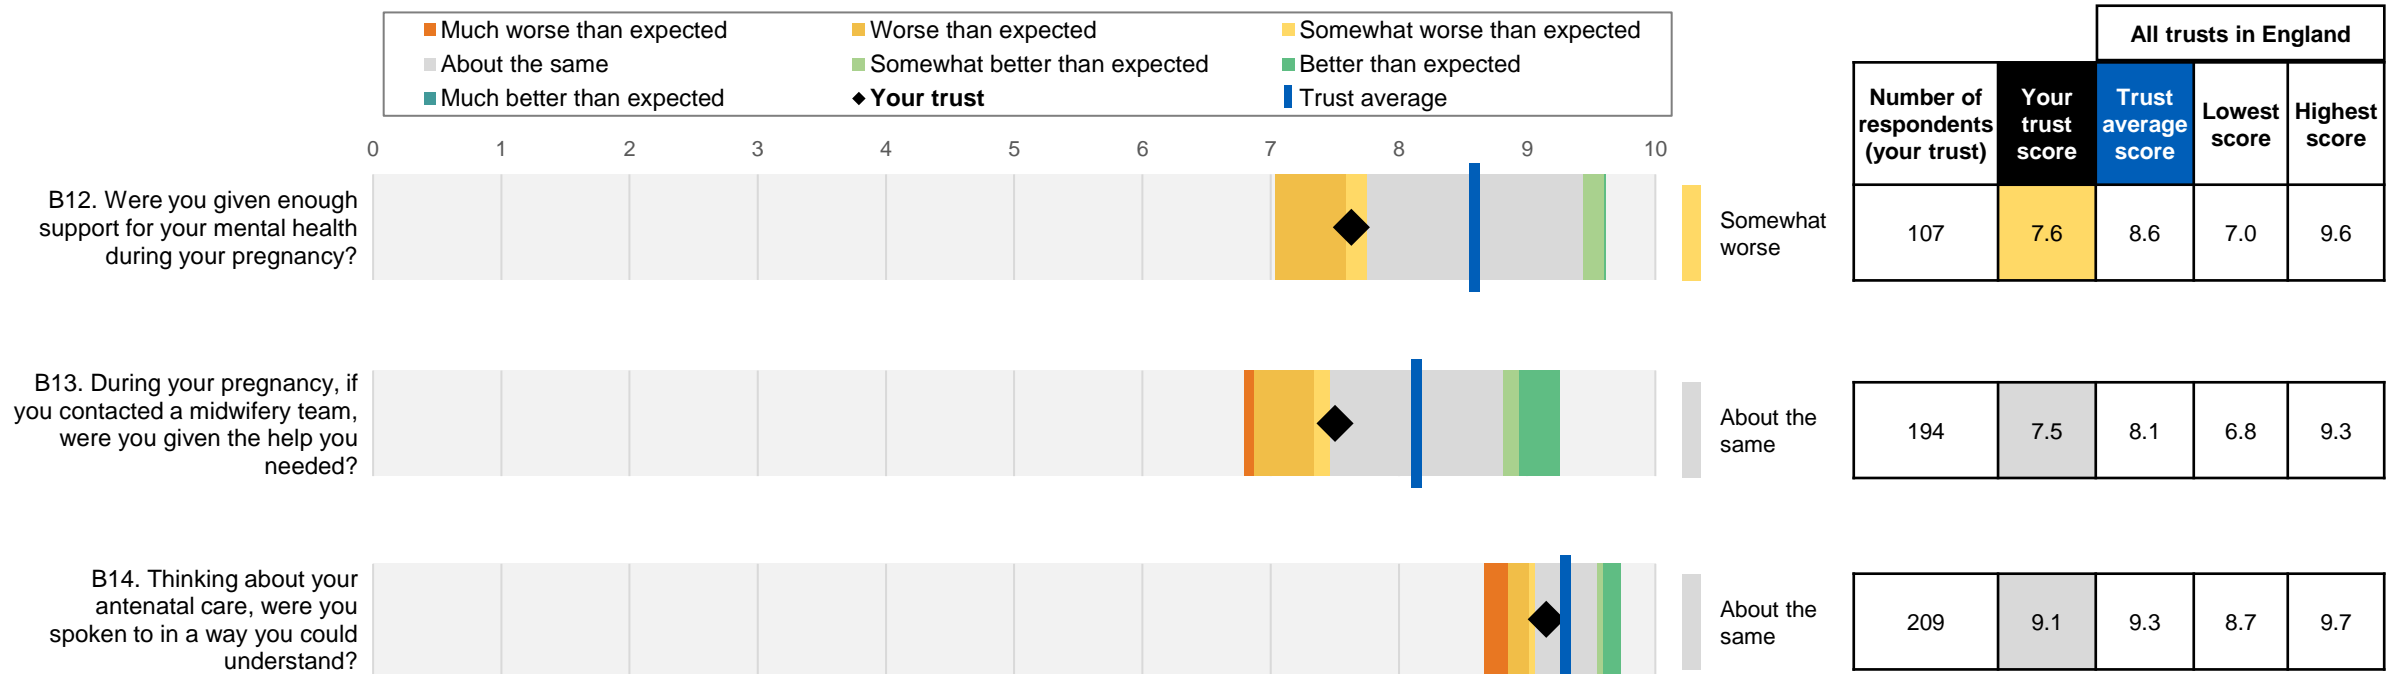 Much worse than expected
Worse than expected
Somewhat worse than expected
About the same
Somewhat better than expected
Better than expected
Much better than expected
Your trust
Trust average
All trusts in England
Number of
respondents
(your trust)
Your
trust
score
Trust
average
score
Lowest
score
Highest
score
0 1 2 3 4 5 6 7 8 9 10
B12. Were you given enough
support for your mental health
during your pregnancy?
Somewhat
worse
107 7.6 8.6 7.0 9.6
B13. During your pregnancy, if
you contacted a midwifery team,
were you given the help you
needed?
About the
same
194 7.5 8.1 6.8 9.3
B14. Thinking about your
antenatal care, were you
spoken to in a way you could
understand?
About the
same
209 9.1 9.3 8.7 9.7